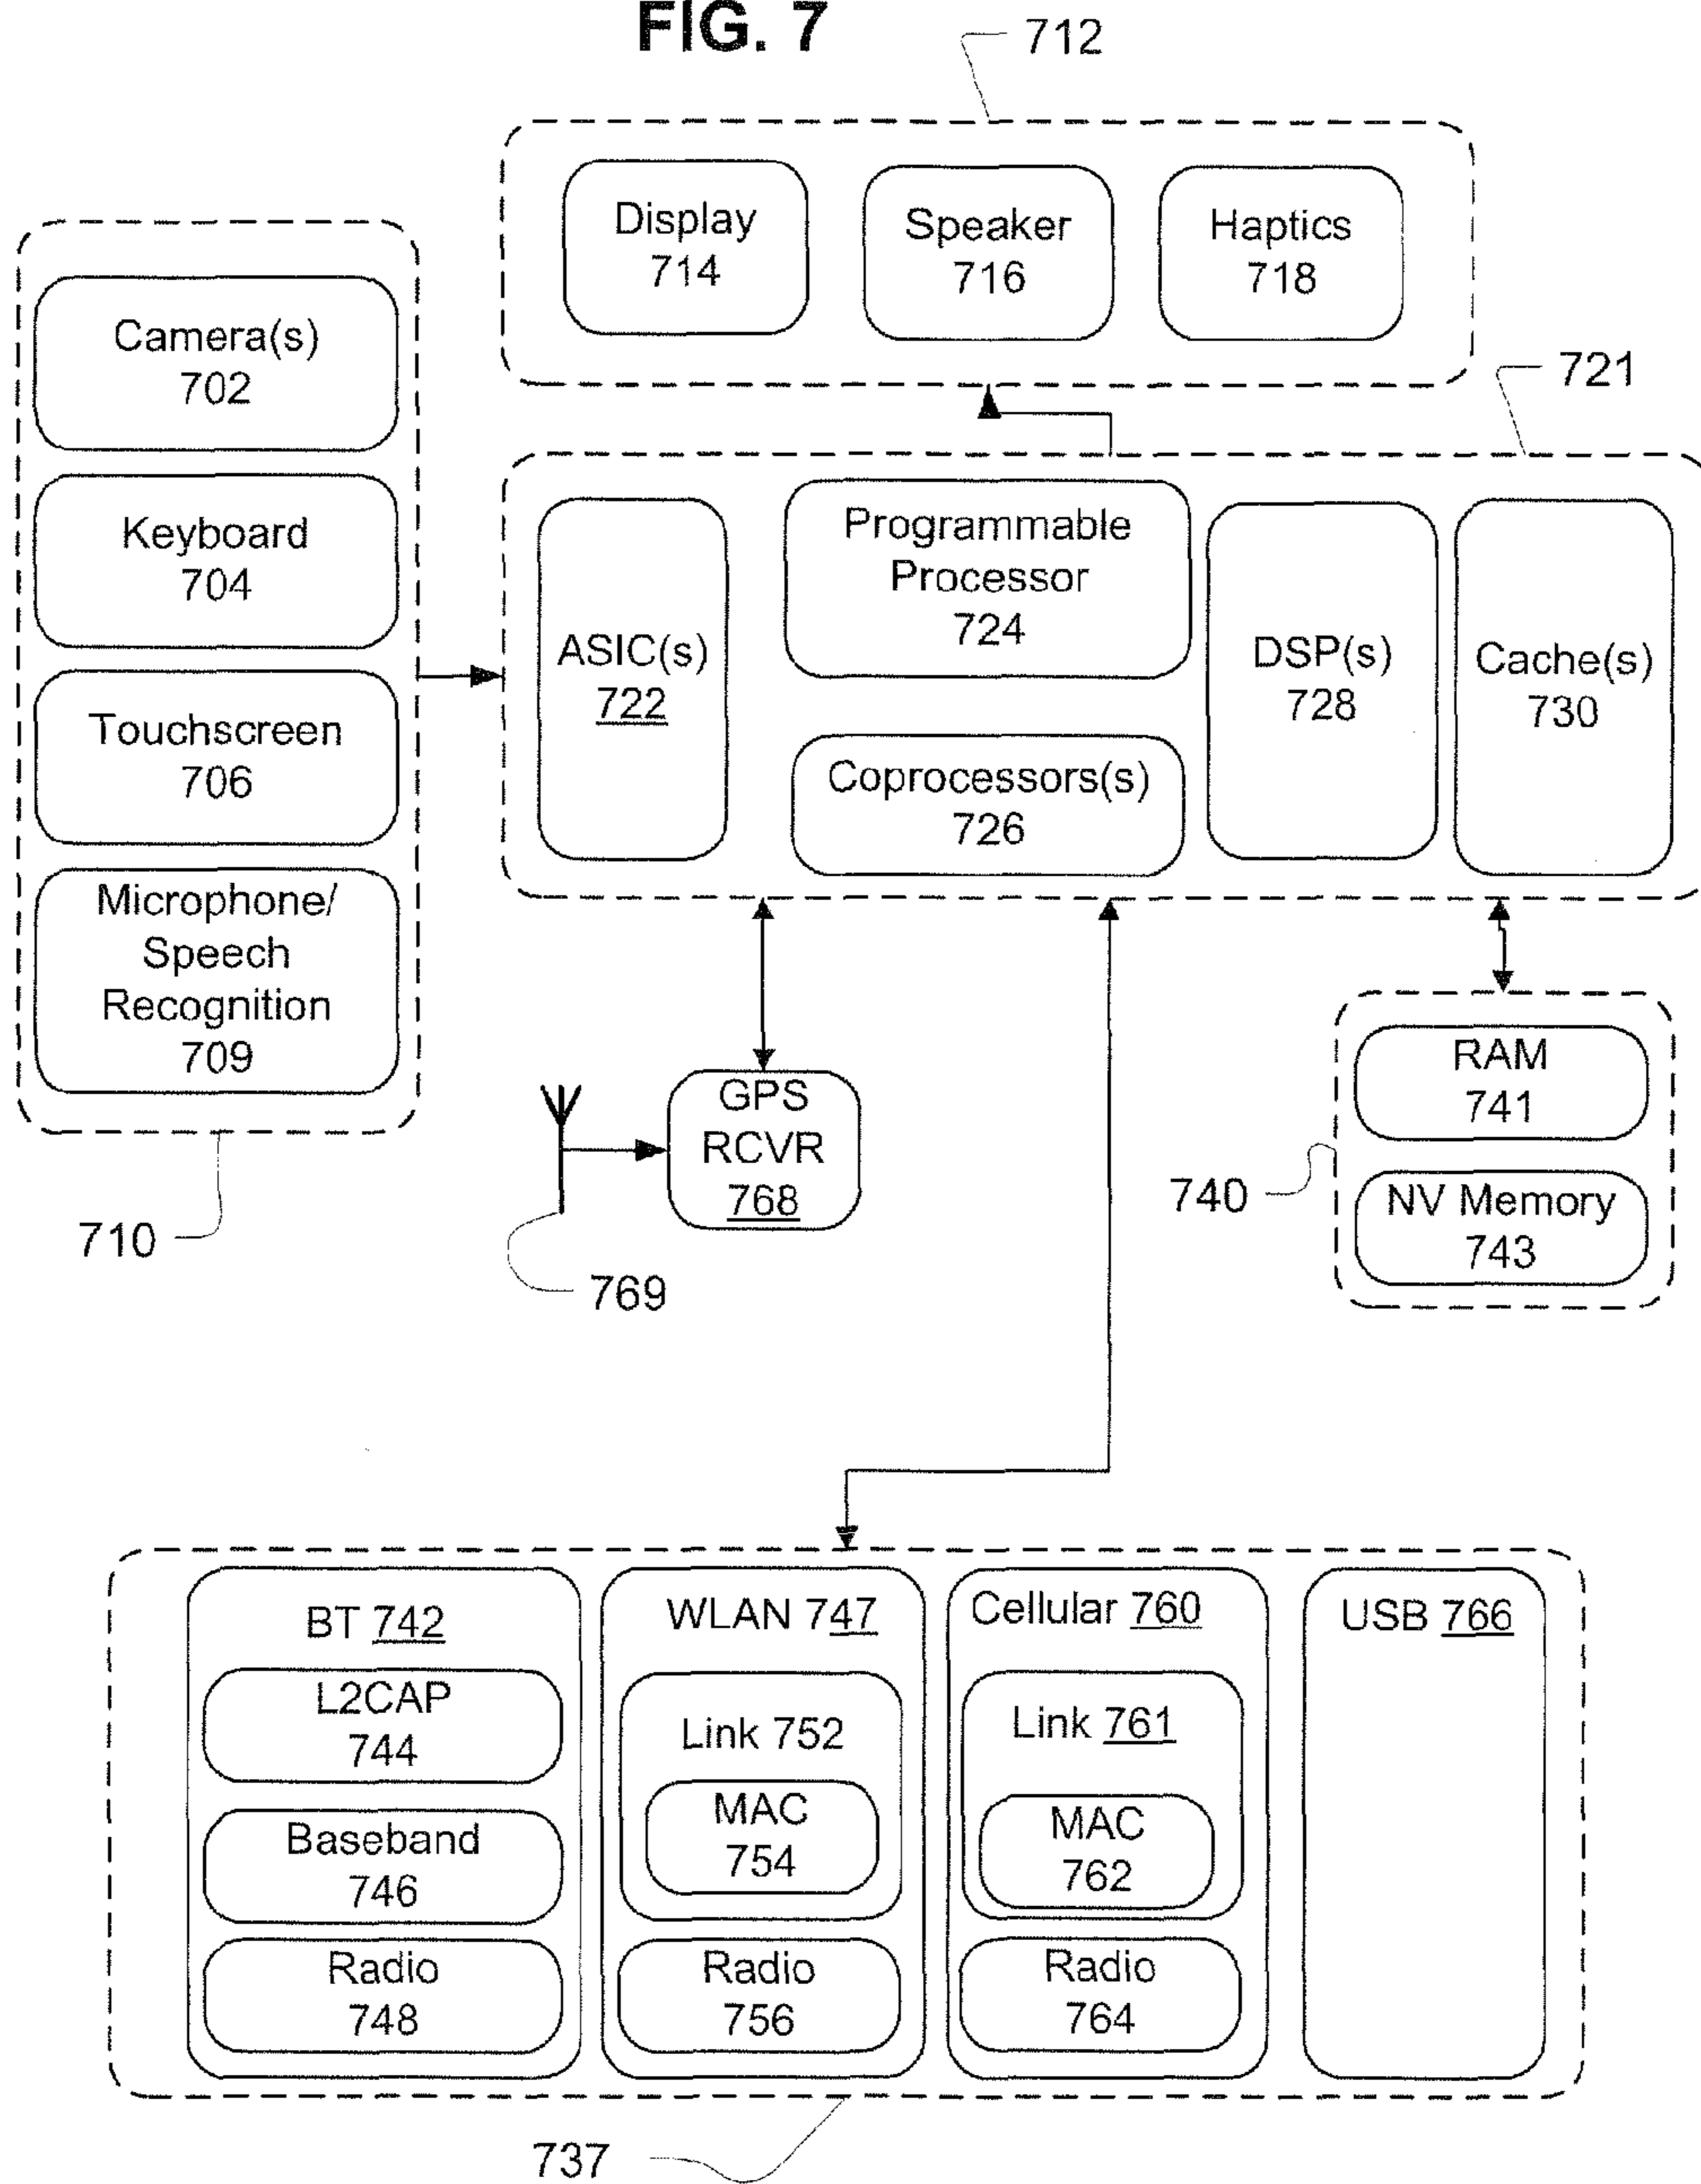 FIG. 7
712
Display
714
Speaker
716
Haptics
718
721
Camera(s)
702
Keyboard
704
Touchscreen
706
Microphone/
Speech
Recognition
709
710
ASIC(s)
722
Programmable
Processor
724
Coprocessors(s)
726
DSP(s)
728
Cache(s)
730
GPS
RCVR
768
769
RAM
741
NV Memory
743
740
BT 742
L2CAP
744
Baseband
746
Radio
748
WLAN 747
Link 752
MAC
754
Radio
756
Cellular 760
Link 761
MAC
762
Radio
764
USB 766
737